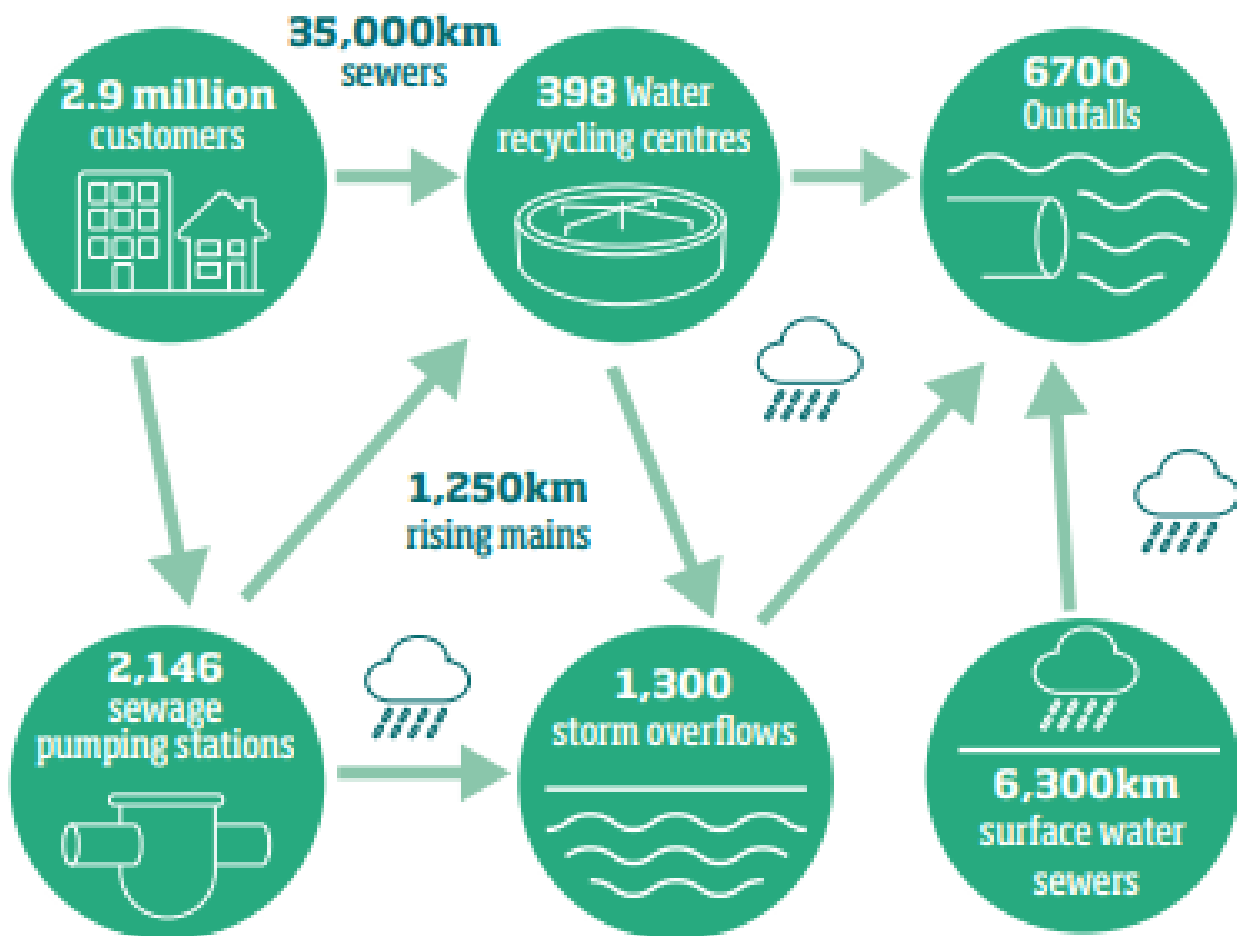 35,000km
sewers
2.9 million
customers
398 Water
recycling centres
6700
Outfalls
1,250km
rising mains
2,146
sewage
pumping stations
1,300
storm overflows
6,300km
surface water
sewers